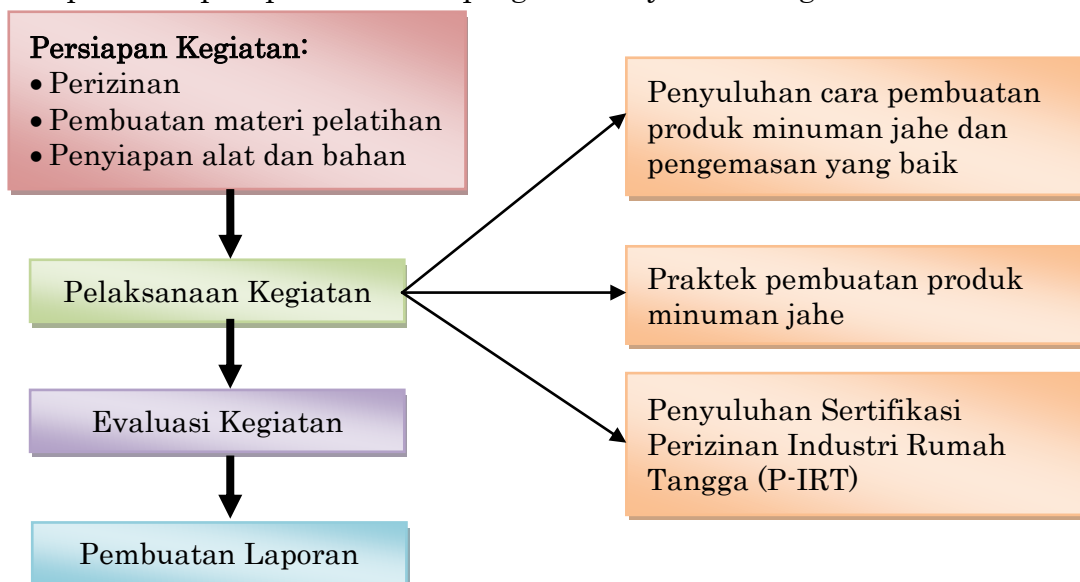 Persiapan Kegiatan:
• Perizinan
• Pembuatan materi pelatihan
• Penyiapan alat dan bahan
Pelaksanaan Kegiatan
Evaluasi Kegiatan
Pembuatan Laporan
Penyuluhan cara pembuatan
produk minuman jahe dan
pengemasan yang baik
Praktek pembuatan produk
minuman jahe
Penyuluhan Sertifikasi
Perizinan Industri Rumah
Tangga (P-IRT)